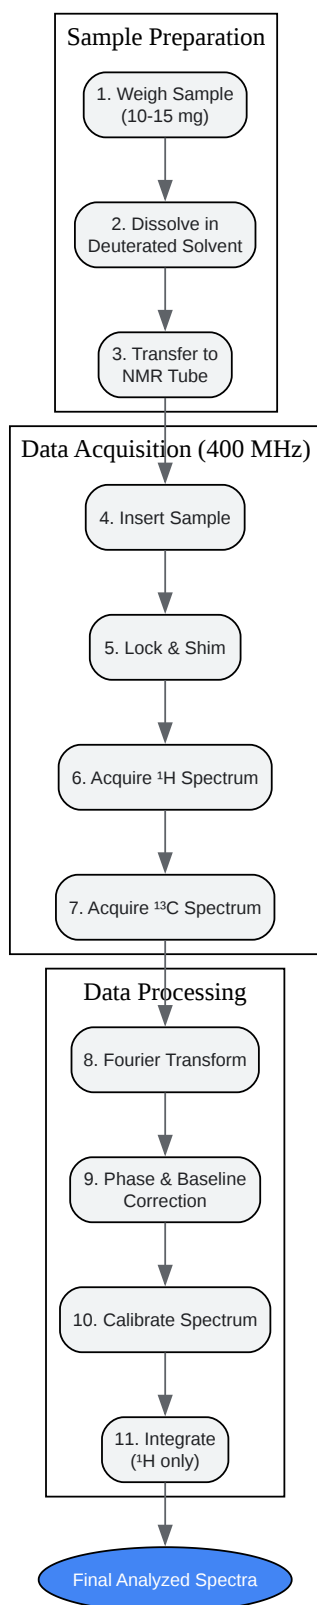 Sample Preparation
1. Weigh Sample
(10-15 mg)
2. Dissolve in
Deuterated Solvent
3. Transfer to
NMR Tube
Data Acquisition (400 MHz)
4. Insert Sample
5. Lock & Shim
6. Acquire ¹H Spectrum
7. Acquire ¹³C Spectrum
Data Processing
8. Fourier Transform
9. Phase & Baseline
Correction
10. Calibrate Spectrum
11. Integrate
(¹H only)
Final Analyzed Spectra